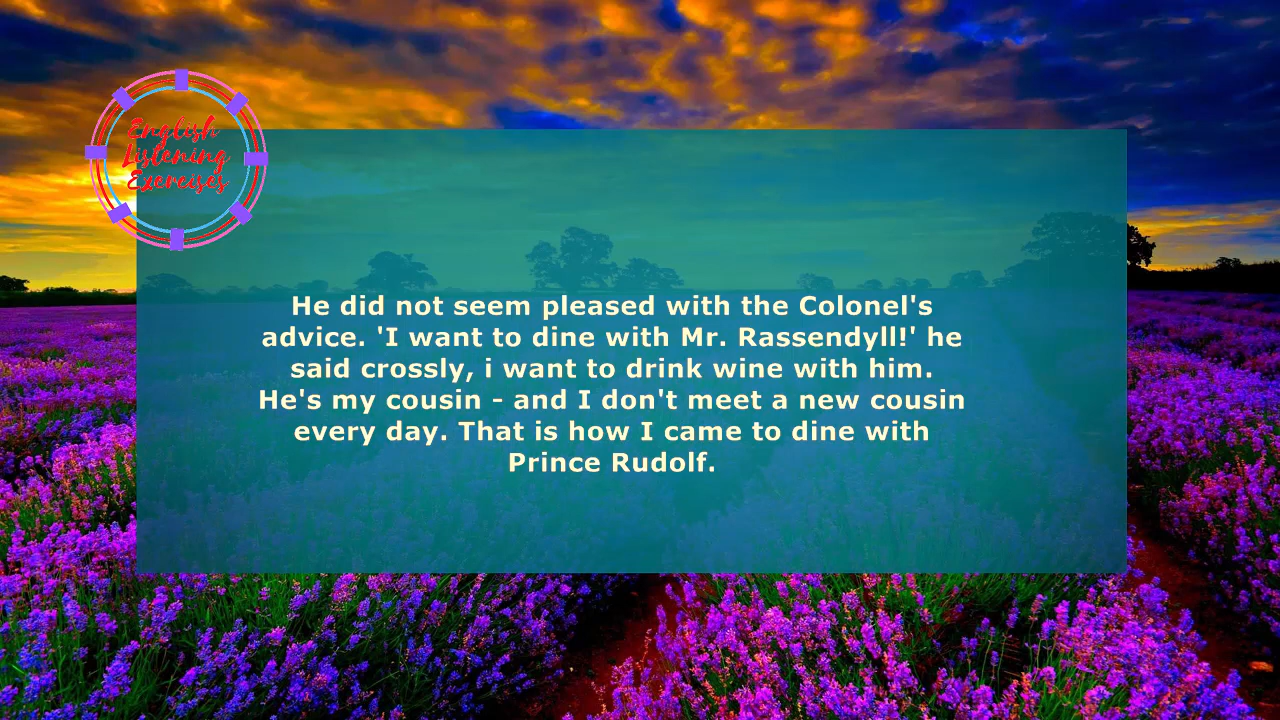 English
Listening
Exercises
He did not seem pleased with the Colonel's
advice. 'I want to dine with Mr. Rassendyll!' he
said crossly, i want to drink wine with him.
He's my cousin - and I don't meet a new cousin
every day. That is how I came to dine with
Prince Rudolf.